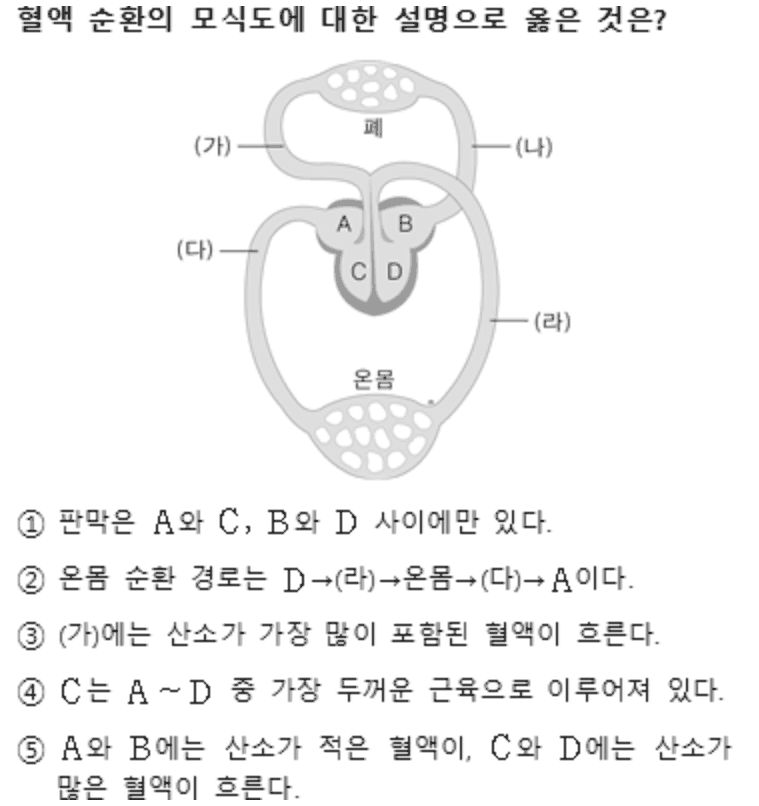 혈액 순환의 모식도에 대한 설명으로 옳은 것은?
폐
(가)
(나)
A
B
(다)
C
D
(라)
온몸
① 판막은 A와 C, B와 D 사이에만 있다.
② 온몸 순환 경로는 D→(라)→온몸→(다)→A이다.
③ (가)에는 산소가 가장 많이 포함된 혈액이 흐른다.
④ C는 A ~ D 중 가장 두꺼운 근육으로 이루어져 있다.
⑤ A와 B에는 산소가 적은 혈액이, C와 D에는 산소가
많은 혈액이 흐른다.